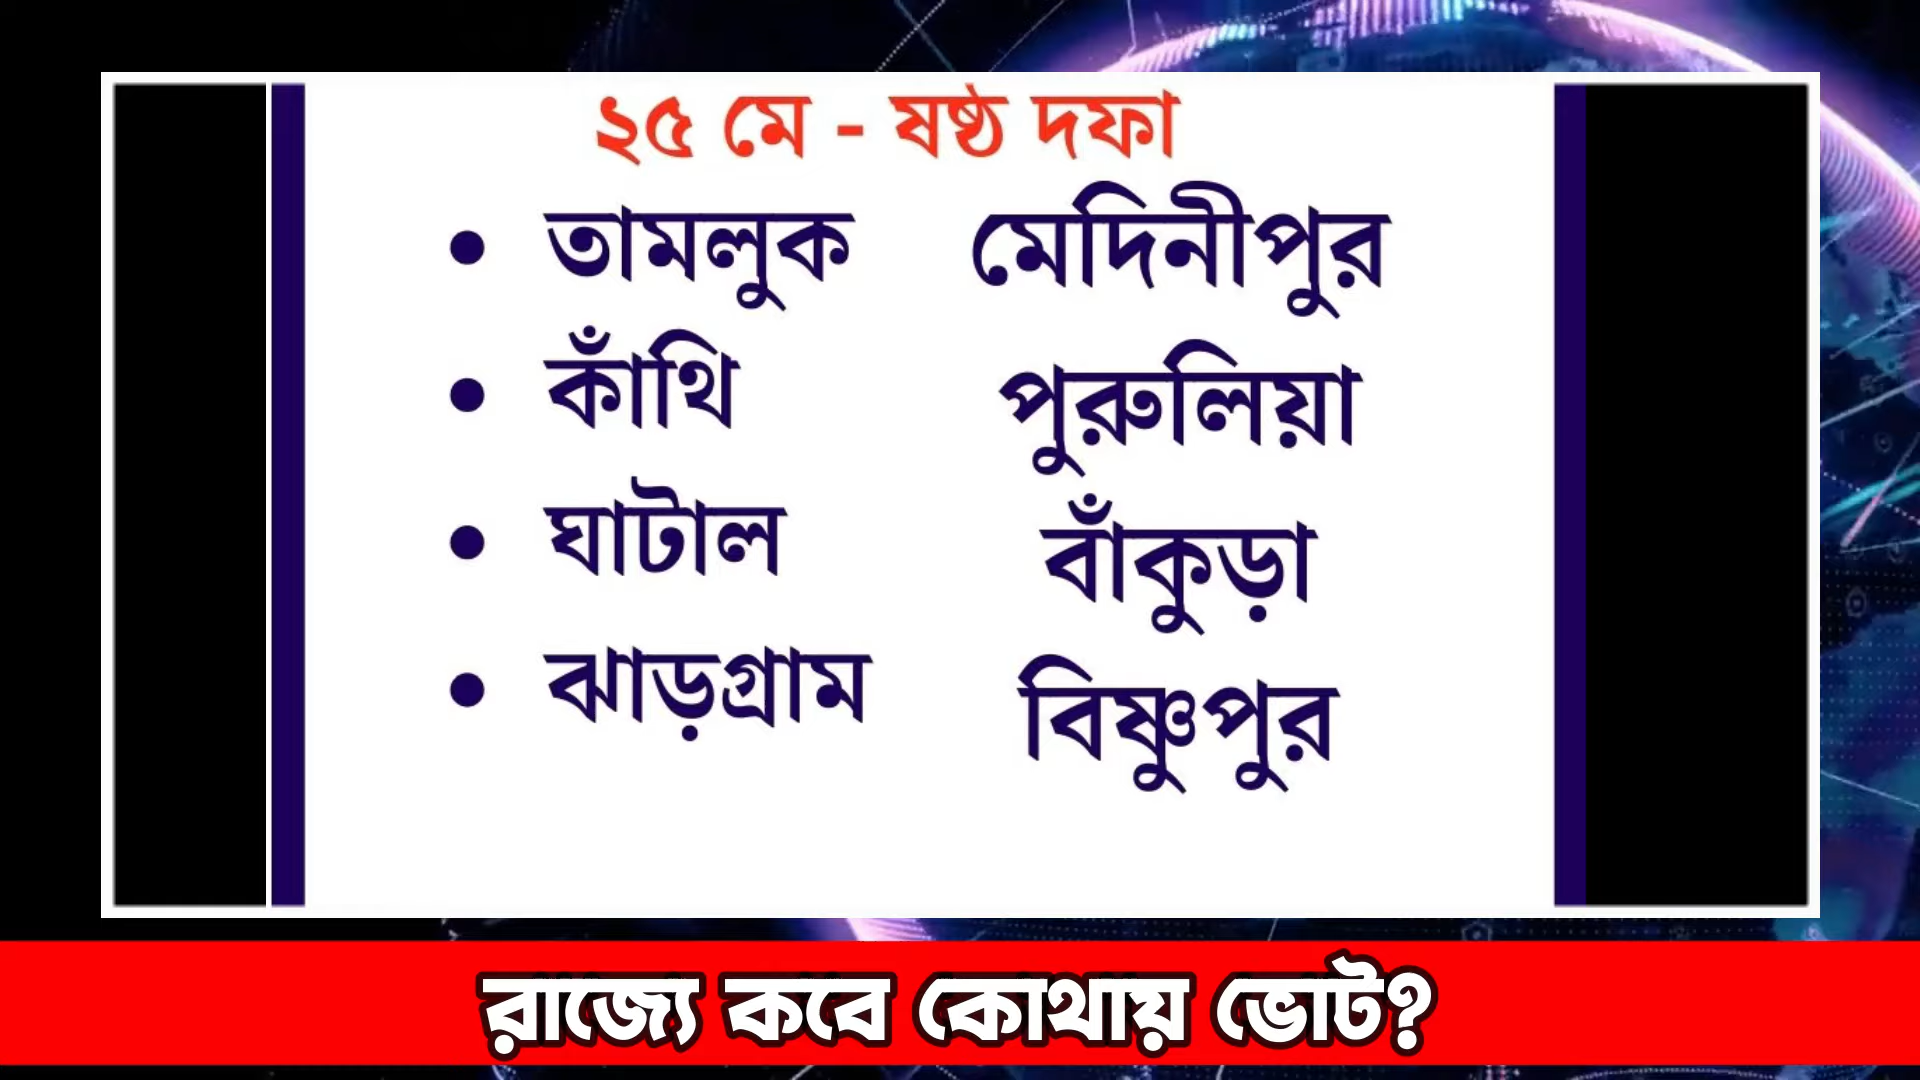 ২৫ মে - ষষ্ঠ দফা
• তামলুক
• কাঁথি
• ঘাটাল
• ঝাড়গ্রাম
মেদিনীপুর
পুরুলিয়া
বাঁকুড়া
বিষ্ণুপুর
রাজ্যে কবে কোথায় ভোট?